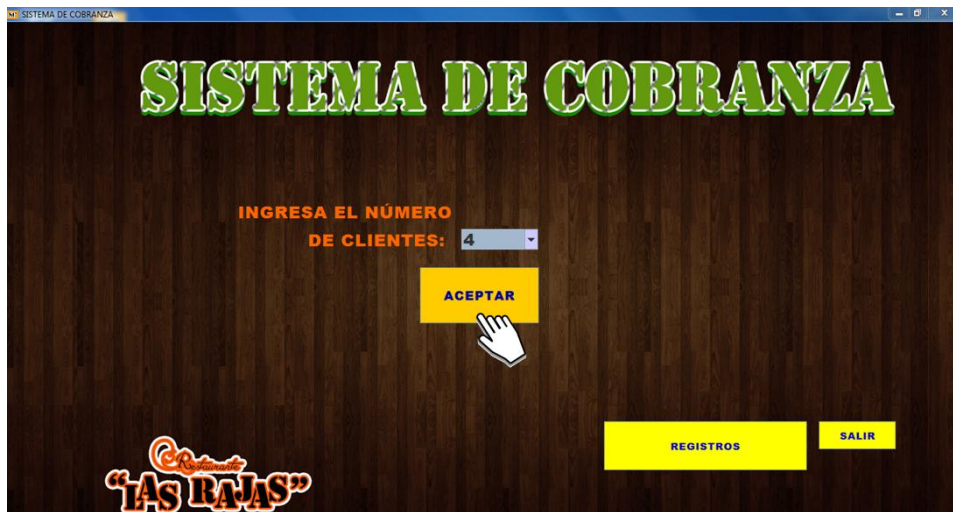 SISTEMA DE COBRANZA
SISTEMA DE COBRANZA
INGRESA EL NÚMERO
DE CLIENTES: 4
ACEPTAR
REGISTROS
SALIR
Restaurante
“LAS RAJAS”